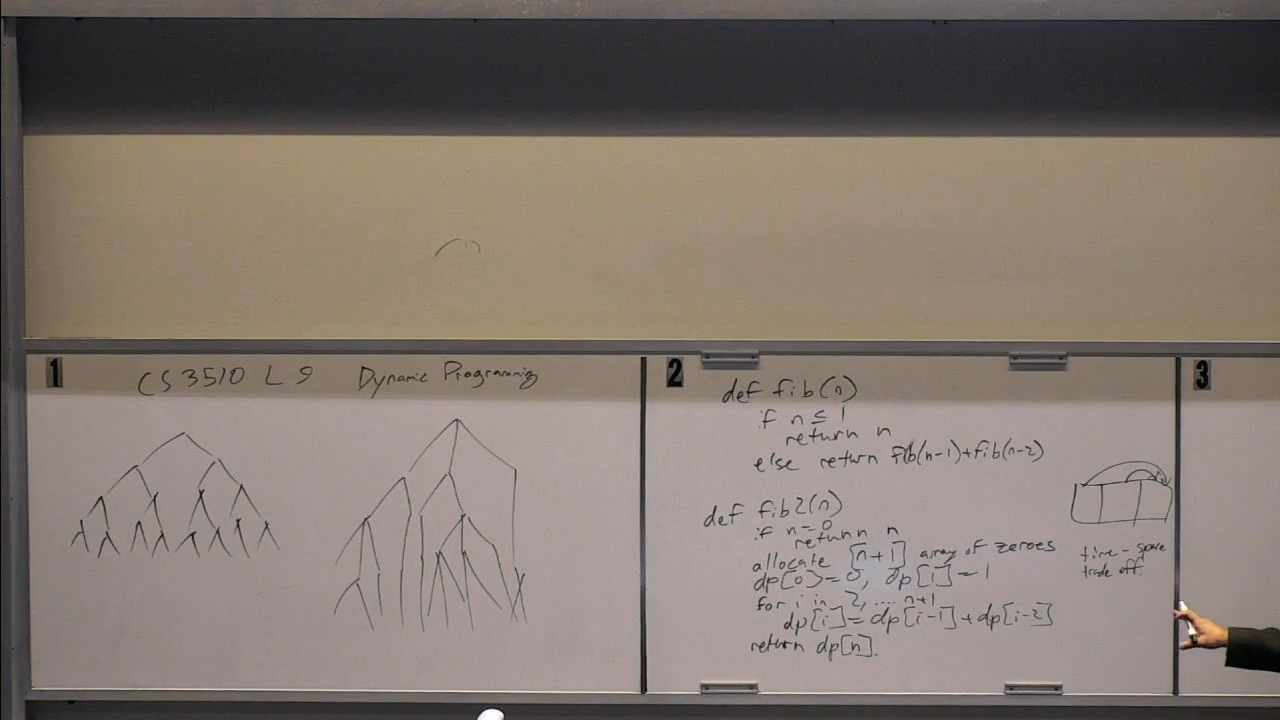 1
CS 3510 L 9 Dynamic Programming
2
def fib(n)
if n ≤ 1
return n
else return fib(n-1)+fib(n-2)
def fib2(n)
if n=0
returnn n
allocate [n+1] array of zeroes
dp[0]=0, dp[1]=1
for i in 2, ... n+1
dp[i]=dp[i-1]+dp[i-2]
return dp[n].
time-space
trade off.
3